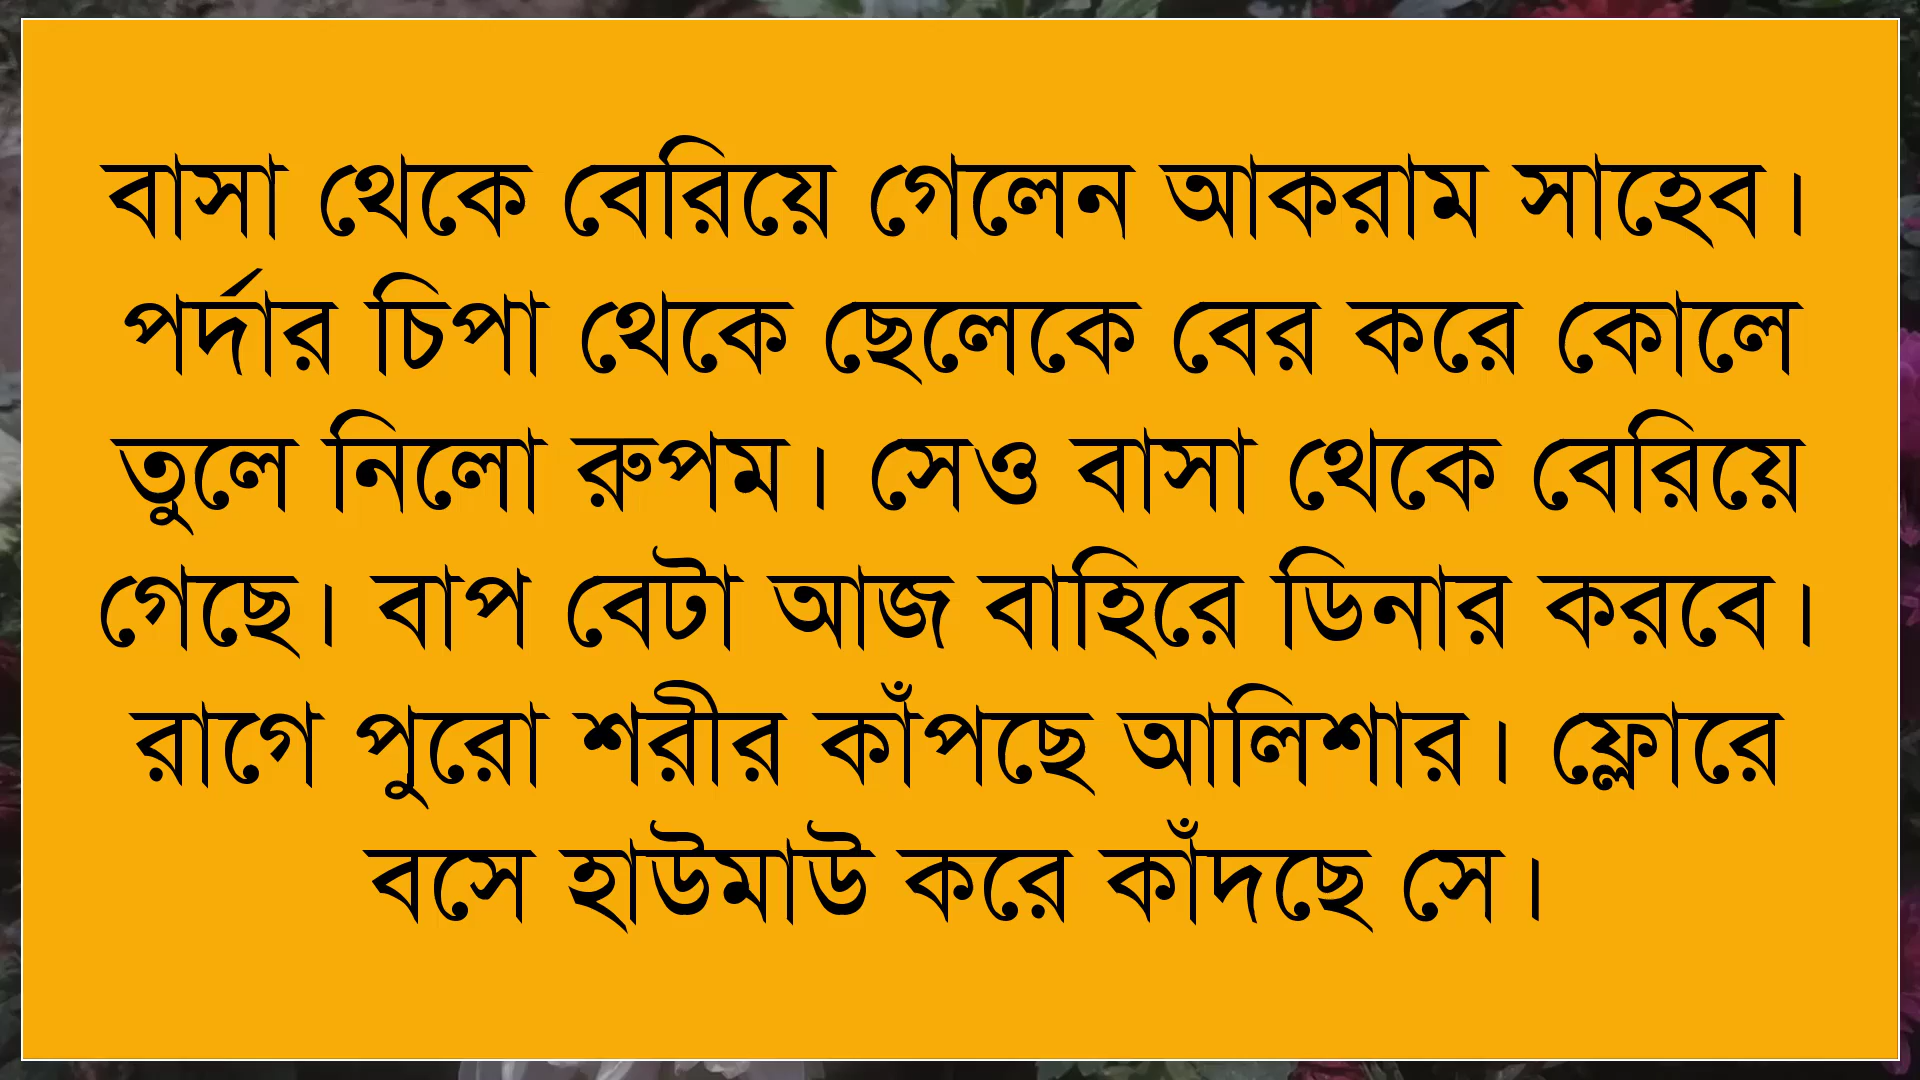 বাসা থেকে বেরিয়ে গেলেন আকরাম সাহেব।
পর্দার চিপা থেকে ছেলেকে বের করে কোলে
তুলে নিলো রুপম। সেও বাসা থেকে বেরিয়ে
গেছে। বাপ বেটা আজ বাহিরে ডিনার করবে।
রাগে পুরো শরীর কাঁপছে আলিশার। ফ্লোরে
বসে হাউমাউ করে কাঁদছে সে।